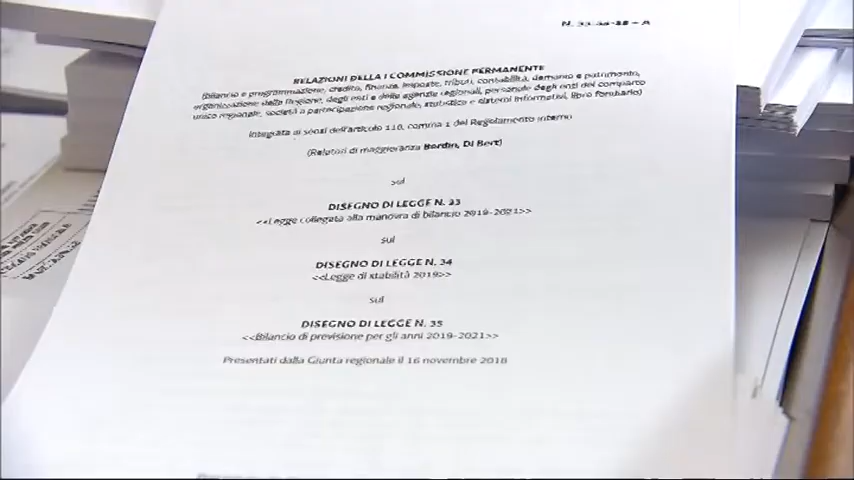 N. 33-34-35 - A
RELAZIONI DELLA I COMMISSIONE PERMANENTE
(Bilancio e programmazione, credito, finanza, imposte, tributi, contabilità, demanio e patrimonio,
organizzazione della Regione, degli enti e delle agenzie regionali, personale degli enti del comparto
unico regionale, società a partecipazione regionale, statistica e sistemi informativi, libro fondiario)
integrata ai sensi dell'articolo 110, comma 1 del Regolamento interno
(Relatori di maggioranza Bordin, Di Bert)
sul
DISEGNO DI LEGGE N. 33
<<Legge collegata alla manovra di bilancio 2019-2021>>
sul
DISEGNO DI LEGGE N. 34
<<Legge di stabilità 2019>>
sul
DISEGNO DI LEGGE N. 35
<<Bilancio di previsione per gli anni 2019-2021>>
Presentati dalla Giunta regionale il 16 novembre 2018